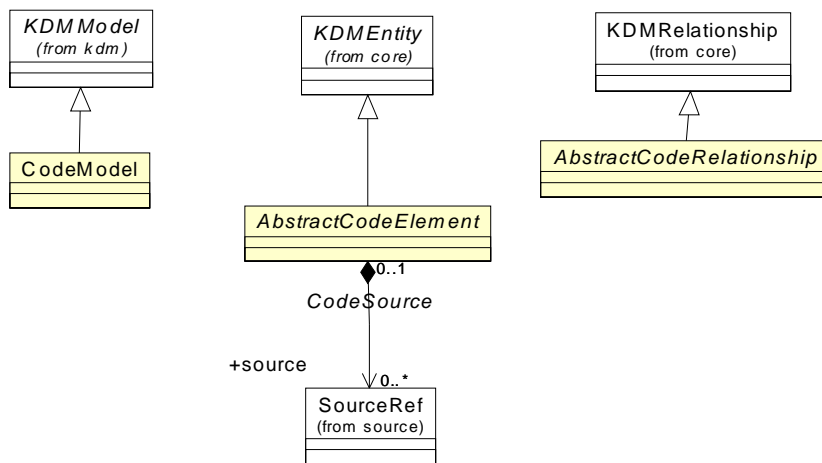 KDMModel
(from kdm)
KDMEntity
(from core)
KDMRelationship
(from core)
CodeModel
AbstractCodeRelationship
AbstractCodeElement
0..1
CodeSource
+source
0..*
SourceRef
(from source)